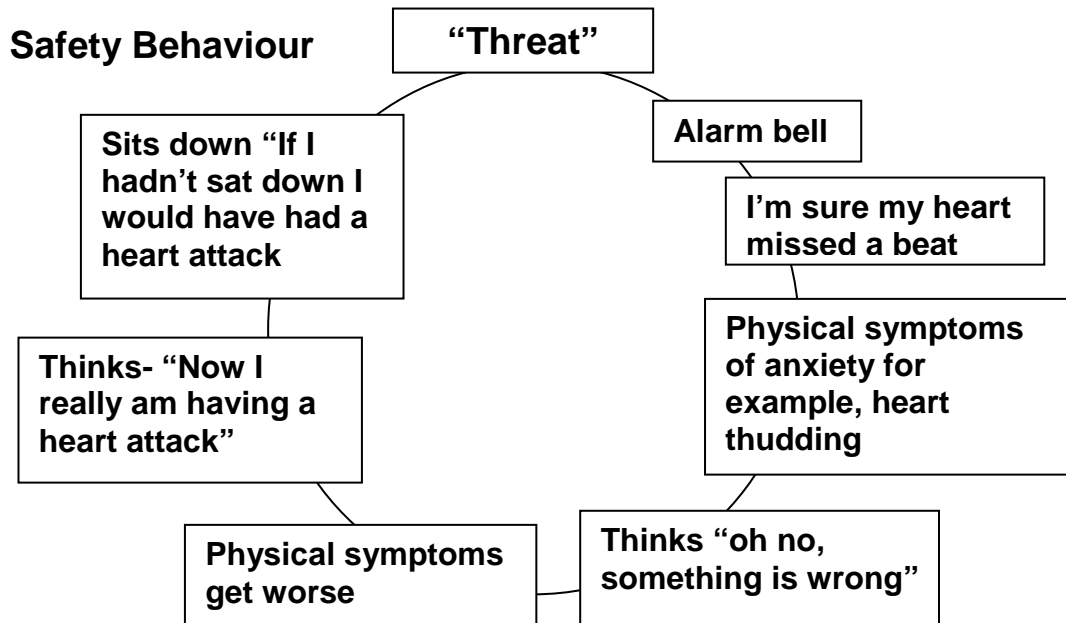 Safety Behaviour
“Threat”
Alarm bell
I’m sure my heart
missed a beat
Physical symptoms
of anxiety for
example, heart
thudding
Thinks “oh no,
something is wrong”
Physical symptoms
get worse
Thinks- “Now I
really am having a
heart attack”
Sits down “If I
hadn’t sat down I
would have had a
heart attack